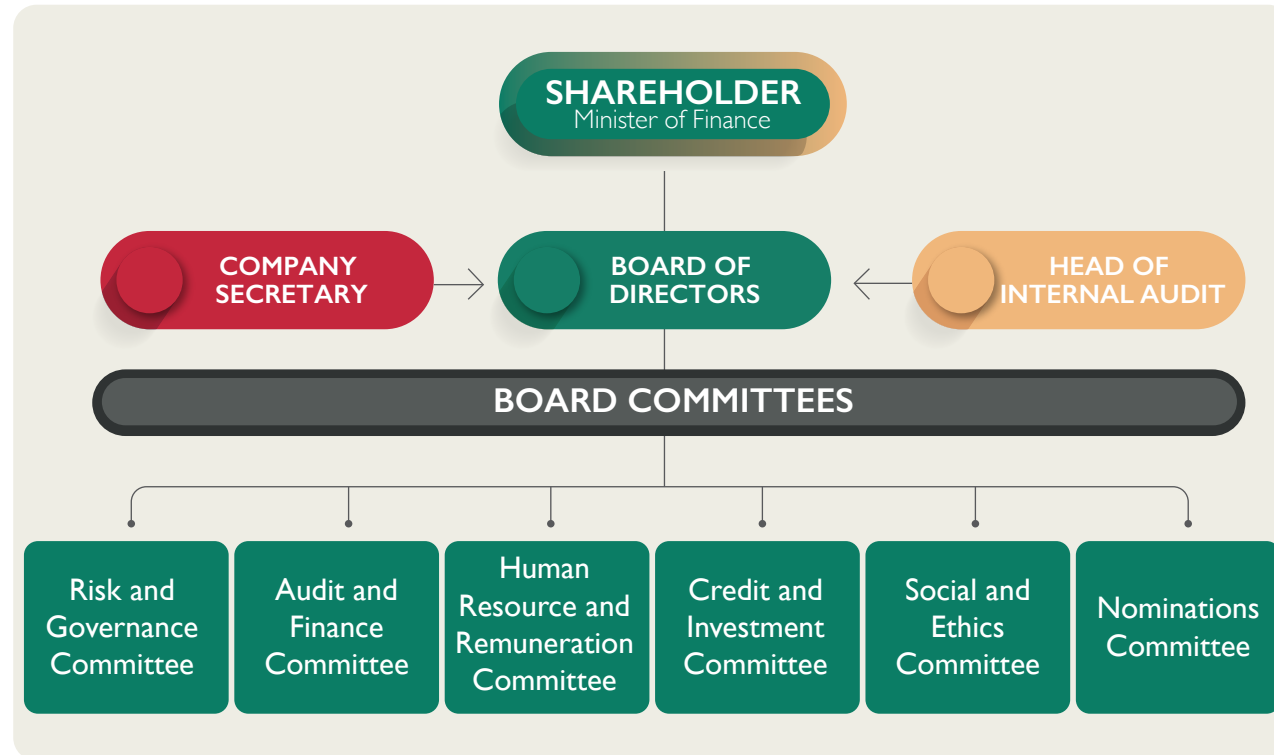 SHAREHOLDER
Minister of Finance
COMPANY
SECRETARY
BOARD OF
DIRECTORS
HEAD OF
INTERNAL AUDIT
BOARD COMMITTEES
Risk and
Governance
Committee
Audit and
Finance
Committee
Human
Resource and
Remuneration
Committee
Credit and
Investment
Committee
Social and
Ethics
Committee
Nominations
Committee